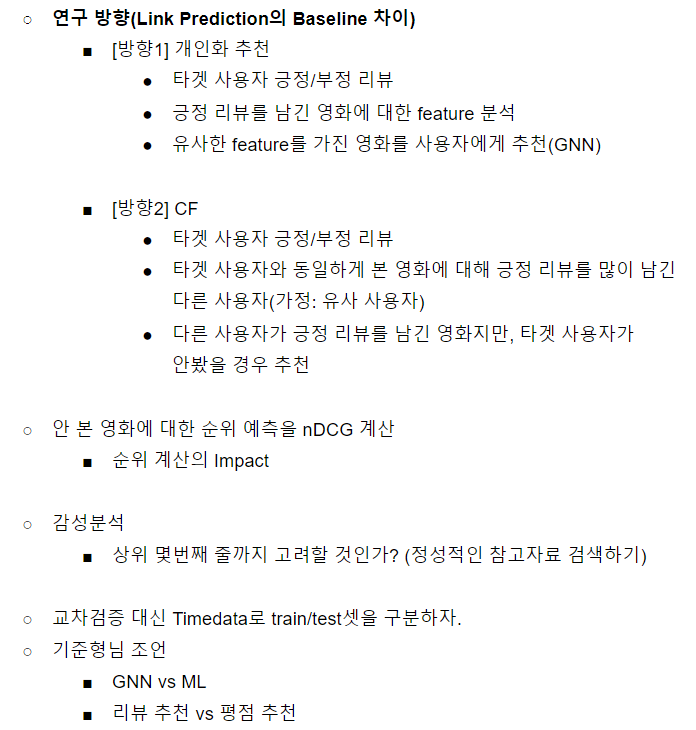 ○ 연구 방향(Link Prediction의 Baseline 차이)
■ [방향1] 개인화 추천
● 타겟 사용자 긍정/부정 리뷰
● 긍정 리뷰를 남긴 영화에 대한 feature 분석
● 유사한 feature를 가진 영화를 사용자에게 추천(GNN)
■ [방향2] CF
● 타겟 사용자 긍정/부정 리뷰
● 타겟 사용자와 동일하게 본 영화에 대해 긍정 리뷰를 많이 남긴
다른 사용자(가정: 유사 사용자)
● 다른 사용자가 긍정 리뷰를 남긴 영화지만, 타겟 사용자가
안봤을 경우 추천
○ 안 본 영화에 대한 순위 예측을 nDCG 계산
■ 순위 계산의 Impact
○ 감성분석
■ 상위 몇번째 줄까지 고려할 것인가? (정성적인 참고자료 검색하기)
○ 교차검증 대신 Timedata로 train/test셋을 구분하자.
○ 기준형님 조언
■ GNN vs ML
■ 리뷰 추천 vs 평점 추천